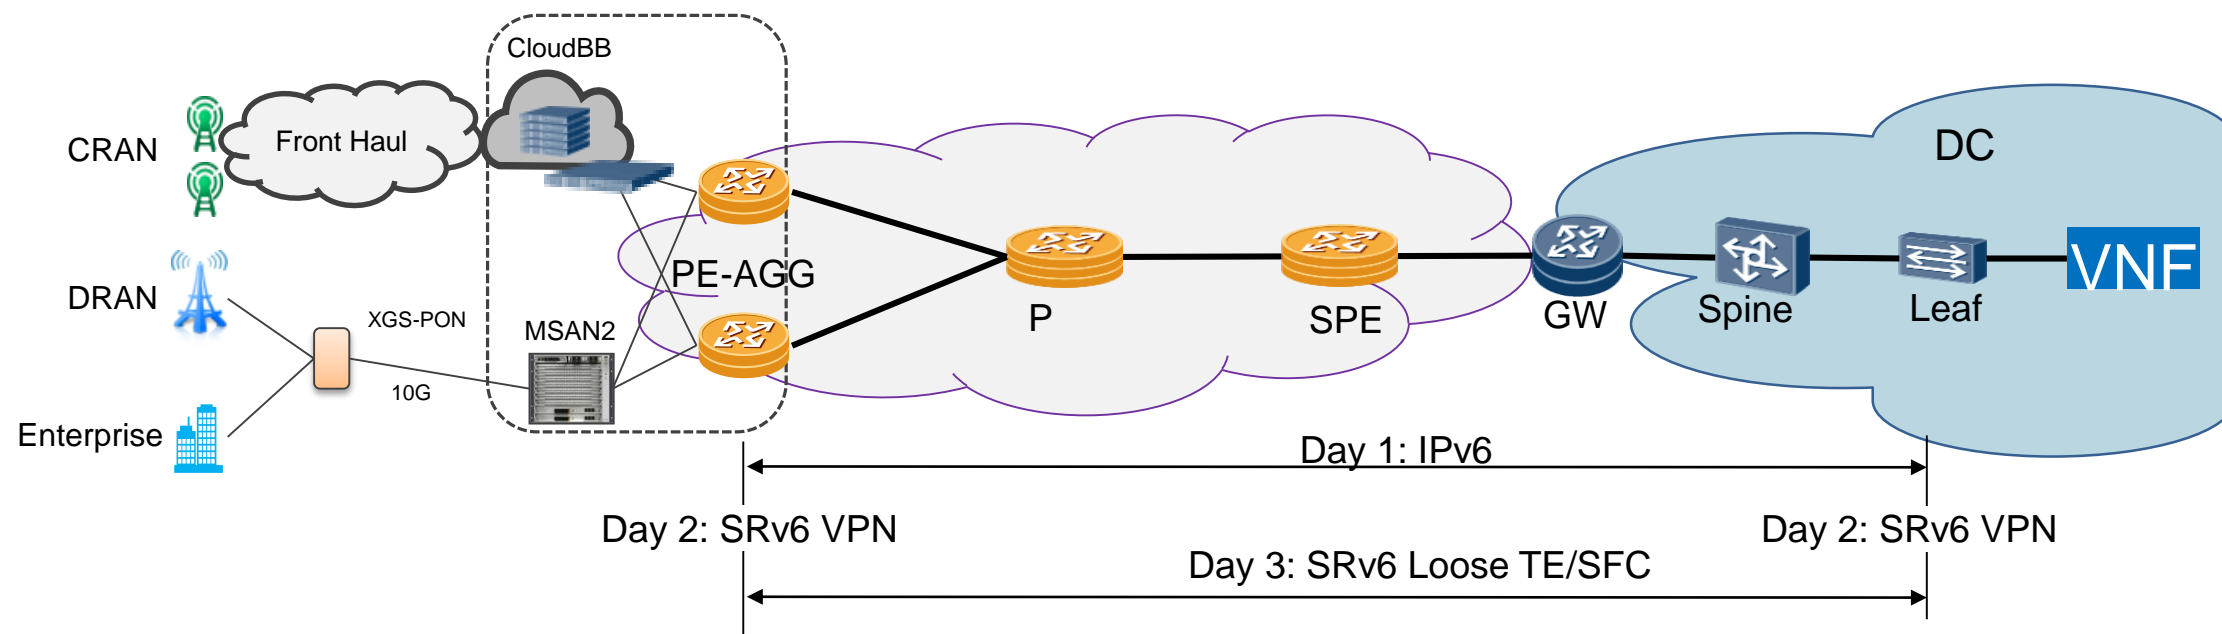 CloudBB
CRAN
Front Haul
DC
PE-AGG
DRAN
XGS-PON
MSAN2
10G
P
SPE
GW
Spine
Leaf
VNF
Enterprise
Day 1: IPv6
Day 2: SRv6 VPN
Day 2: SRv6 VPN
Day 3: SRv6 Loose TE/SFC